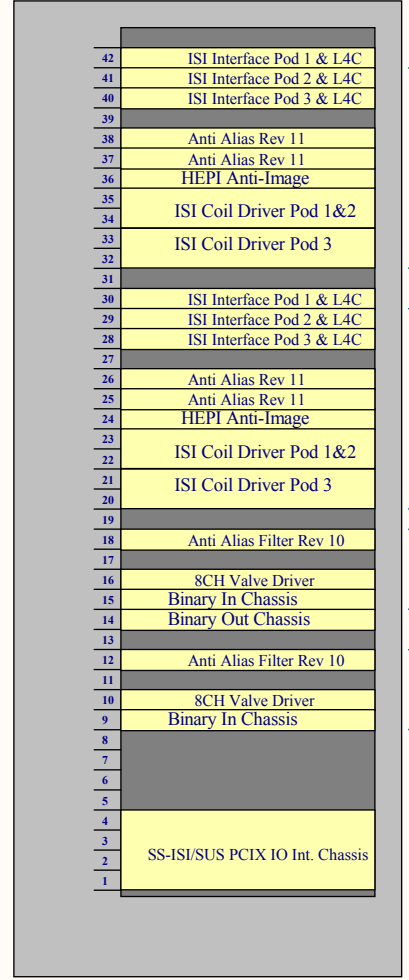 42 ISI Interface Pod 1 & L4C
41 ISI Interface Pod 2 & L4C
40 ISI Interface Pod 3 & L4C
39
38 Anti Alias Rev 11
37 Anti Alias Rev 11
36 HEPI Anti-Image
35
ISI Coil Driver Pod 1&2
34
33 ISI Coil Driver Pod 3
32
31
30 ISI Interface Pod 1 & L4C
29 ISI Interface Pod 2 & L4C
28 ISI Interface Pod 3 & L4C
27
26 Anti Alias Rev 11
25 Anti Alias Rev 11
24 HEPI Anti-Image
23
ISI Coil Driver Pod 1&2
22
21 ISI Coil Driver Pod 3
20
19
18 Anti Alias Filter Rev 10
17
16 8CH Valve Driver
15 Binary In Chassis
14 Binary Out Chassis
13
12 Anti Alias Filter Rev 10
11
10 8CH Valve Driver
9 Binary In Chassis
8
7
6
5
4
3
SS-ISI/SUS PCIX IO Int. Chassis
2
1